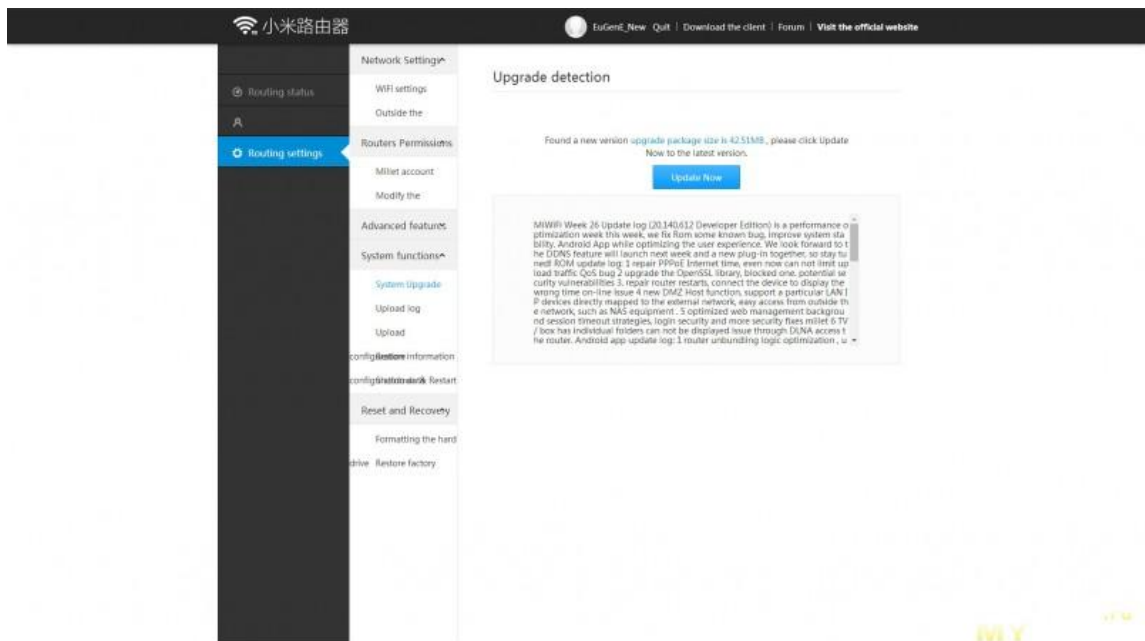 小米路由器
EuGenE_New Quit | Download the client | Forum | Visit the official website
Routing status
Routing settings
Network Settings
WiFi settings
Outside the
Routers Permissions
Millet account
Modify the
Advanced features
System functions
System Upgrade
Upload log
Upload
information
Restart
Reset and Recovery
Formatting the hard
drive Restore factory
Upgrade detection
Found a new version upgrade package size is 42.51MB , please click Update
Now to the latest version.
Update Now
MiWiFi Week 26 Update log (20,140,612 Developer Edition) is a performance o
ptimization week this week, we fix Rom some known bug, improve system sta
bility, Android App while optimizing the user experience. We look forward to t
he DDNS feature will launch next week and a new plug-in together, so stay tu
ned! ROM update log: 1 repair PPPoE Internet time, even now can not limit up
load traffic QoS bug 2 upgrade the OpenSSL library, blocked one. potential se
curity vulnerabilities 3. repair router restarts, connect the device to display the
wrong time on-line issue 4 new DMZ Host function, support a particular LAN I
P devices directly mapped to the external network, easy access from outside th
e network, such as NAS equipment . 5 optimized web management backgrou
nd session timeout strategies, login security and more security fixes millet 6 TV
/ box has individual folders can not be displayed issue through DLNA access t
he router. Android app update log: 1 router unbundling logic optimization , u
MY